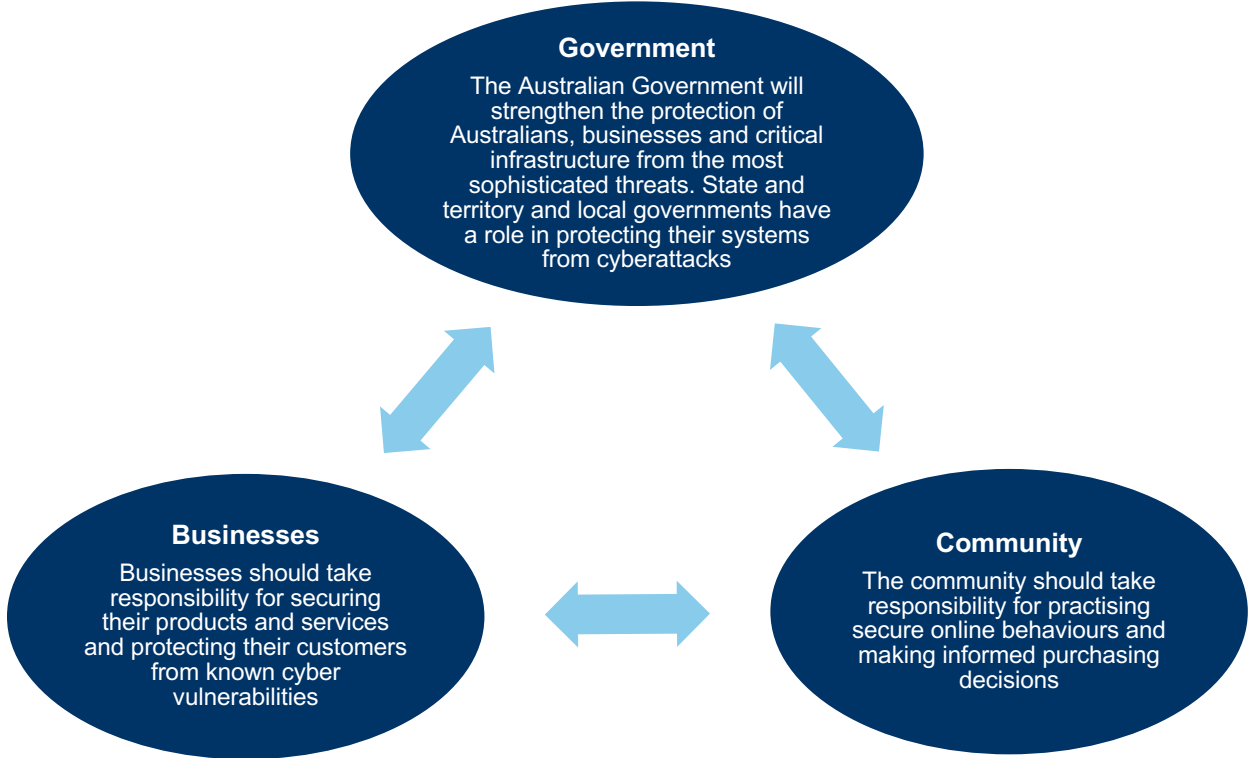 Government
The Australian Government will
strengthen the protection of
Australians, businesses and critical
infrastructure from the most
sophisticated threats. State and
territory and local governments have
a role in protecting their systems
from cyberattacks
Businesses
Businesses should take
responsibility for securing
their products and services
and protecting their customers
from known cyber
vulnerabilities
Community
The community should take
responsibility for practising
secure online behaviours and
making informed purchasing
decisions